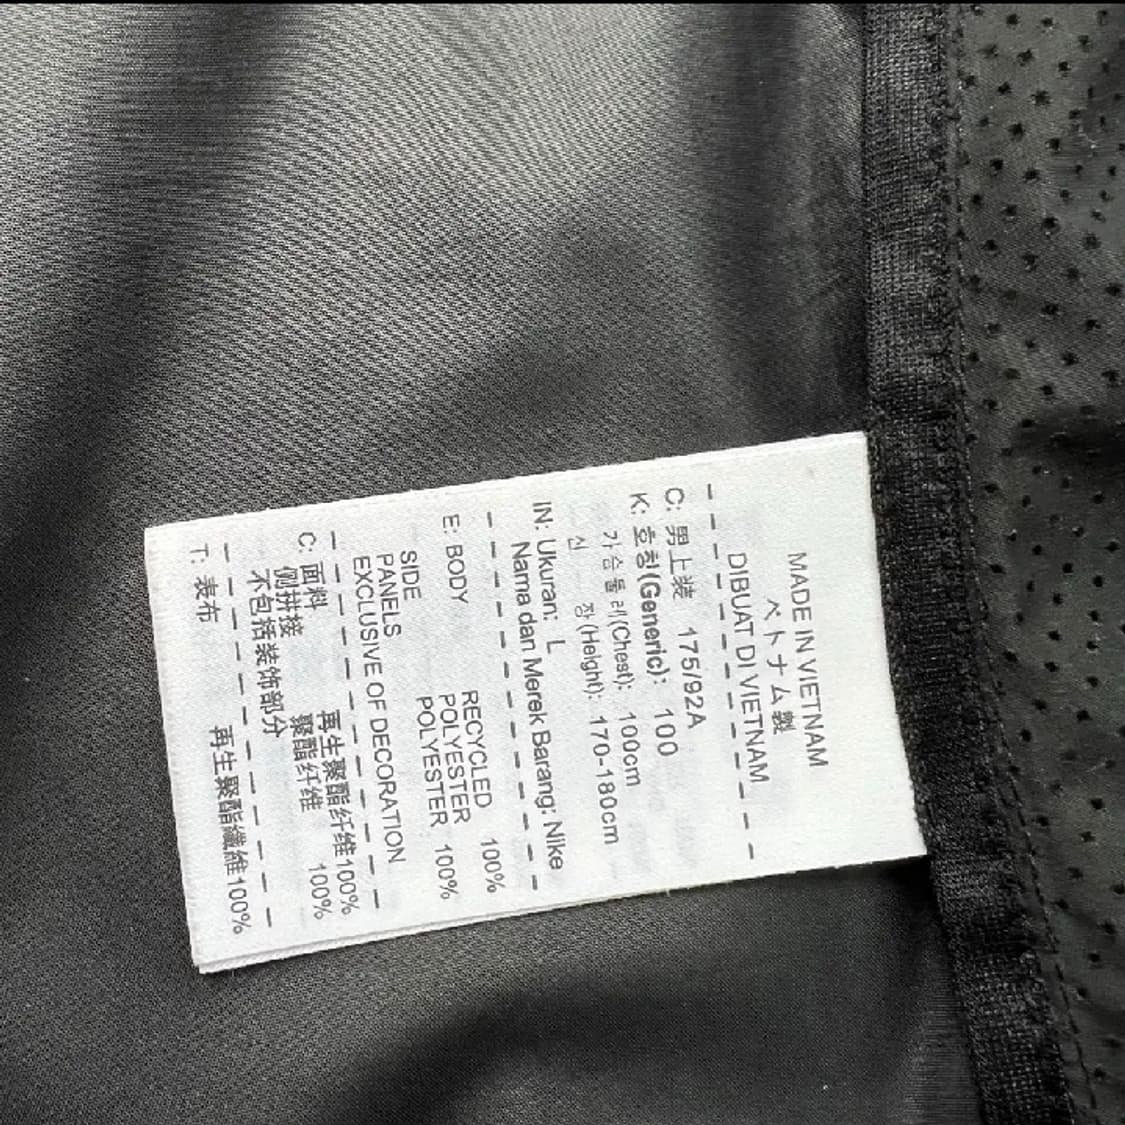 MADE IN VIETNAM
ベトナム製
DIBUAT DI VIETNAM
C: 男上装 175/92A
K: 호칭(Generic): 100
가슴둘레(Chest): 100cm
신 장(Height): 170-180cm
IN: Ukuran: L
Nama dan Merek Barang: Nike
E: BODY RECYCLED 100%
POLYESTER
SIDE POLYESTER 100%
PANELS
EXCLUSIVE OF DECORATION
C: 面料 再生聚酯纤维100%
侧拼接 聚酯纤维 100%
不包括装饰部分
T: 表布 再生聚酯纖維100%